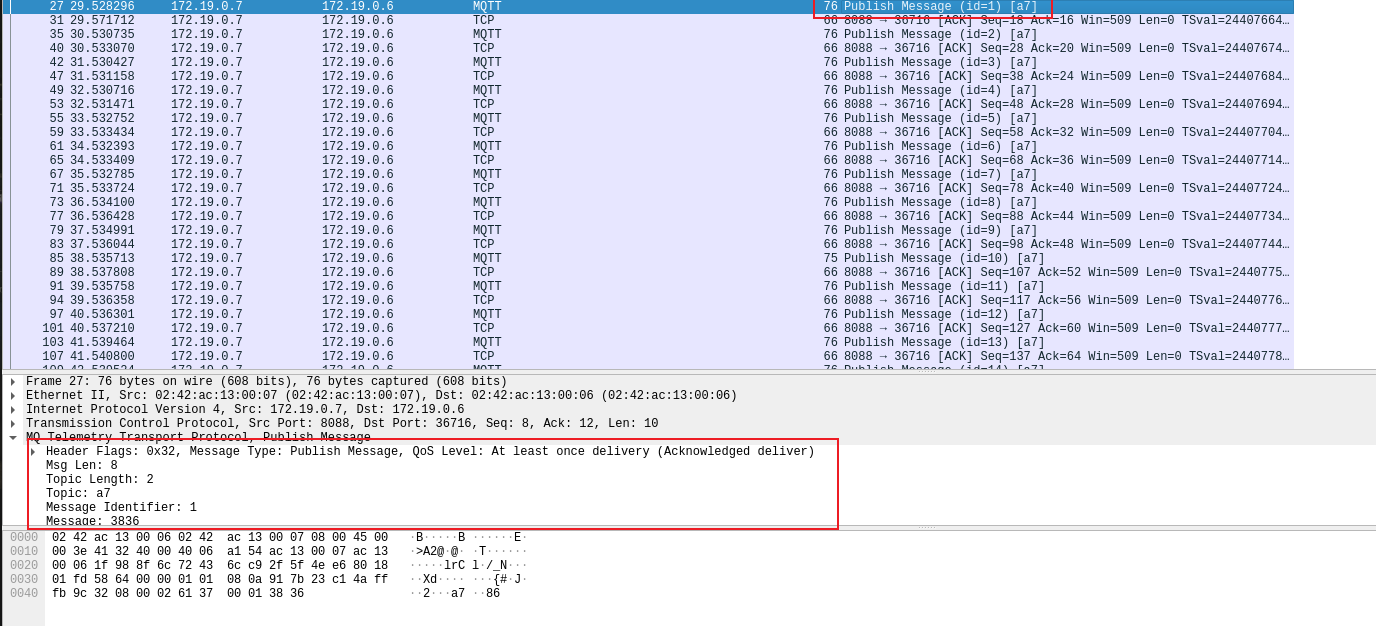 27 29.528296 172.19.0.7 172.19.0.6 MQTT 76 Publish Message (id=1) [a7]
31 29.571712 172.19.0.7 172.19.0.6 TCP 66 8088 → 36716 [ACK] Seq=18 Ack=16 Win=509 Len=0 TSval=24407664…
35 30.530735 172.19.0.7 172.19.0.6 MQTT 76 Publish Message (id=2) [a7]
40 30.533070 172.19.0.7 172.19.0.6 TCP 66 8088 → 36716 [ACK] Seq=28 Ack=20 Win=509 Len=0 TSval=24407674…
42 31.530427 172.19.0.7 172.19.0.6 MQTT 76 Publish Message (id=3) [a7]
47 31.531158 172.19.0.7 172.19.0.6 TCP 66 8088 → 36716 [ACK] Seq=38 Ack=24 Win=509 Len=0 TSval=24407684…
49 32.530716 172.19.0.7 172.19.0.6 MQTT 76 Publish Message (id=4) [a7]
53 32.531471 172.19.0.7 172.19.0.6 TCP 66 8088 → 36716 [ACK] Seq=48 Ack=28 Win=509 Len=0 TSval=24407694…
55 33.532752 172.19.0.7 172.19.0.6 MQTT 76 Publish Message (id=5) [a7]
59 33.533434 172.19.0.7 172.19.0.6 TCP 66 8088 → 36716 [ACK] Seq=58 Ack=32 Win=509 Len=0 TSval=24407704…
61 34.532393 172.19.0.7 172.19.0.6 MQTT 76 Publish Message (id=6) [a7]
65 34.533409 172.19.0.7 172.19.0.6 TCP 66 8088 → 36716 [ACK] Seq=68 Ack=36 Win=509 Len=0 TSval=24407714…
67 35.532785 172.19.0.7 172.19.0.6 MQTT 76 Publish Message (id=7) [a7]
71 35.533724 172.19.0.7 172.19.0.6 TCP 66 8088 → 36716 [ACK] Seq=78 Ack=40 Win=509 Len=0 TSval=24407724…
73 36.534100 172.19.0.7 172.19.0.6 MQTT 76 Publish Message (id=8) [a7]
77 36.536428 172.19.0.7 172.19.0.6 TCP 66 8088 → 36716 [ACK] Seq=88 Ack=44 Win=509 Len=0 TSval=24407734…
79 37.534991 172.19.0.7 172.19.0.6 MQTT 76 Publish Message (id=9) [a7]
83 37.536044 172.19.0.7 172.19.0.6 TCP 66 8088 → 36716 [ACK] Seq=98 Ack=48 Win=509 Len=0 TSval=24407744…
85 38.535713 172.19.0.7 172.19.0.6 MQTT 75 Publish Message (id=10) [a7]
89 38.537808 172.19.0.7 172.19.0.6 TCP 66 8088 → 36716 [ACK] Seq=107 Ack=52 Win=509 Len=0 TSval=2440775…
91 39.535758 172.19.0.7 172.19.0.6 MQTT 76 Publish Message (id=11) [a7]
94 39.536358 172.19.0.7 172.19.0.6 TCP 66 8088 → 36716 [ACK] Seq=117 Ack=56 Win=509 Len=0 TSval=2440776…
97 40.536301 172.19.0.7 172.19.0.6 MQTT 76 Publish Message (id=12) [a7]
101 40.537210 172.19.0.7 172.19.0.6 TCP 66 8088 → 36716 [ACK] Seq=127 Ack=60 Win=509 Len=0 TSval=2440777…
103 41.539464 172.19.0.7 172.19.0.6 MQTT 76 Publish Message (id=13) [a7]
107 41.540800 172.19.0.7 172.19.0.6 TCP 66 8088 → 36716 [ACK] Seq=137 Ack=64 Win=509 Len=0 TSval=2440778…
Frame 27: 76 bytes on wire (608 bits), 76 bytes captured (608 bits)
Ethernet II, Src: 02:42:ac:13:00:07 (02:42:ac:13:00:07), Dst: 02:42:ac:13:00:06 (02:42:ac:13:00:06)
Internet Protocol Version 4, Src: 172.19.0.7, Dst: 172.19.0.6
Transmission Control Protocol, Src Port: 8088, Dst Port: 36716, Seq: 8, Ack: 12, Len: 10
MQ Telemetry Transport Protocol, Publish Message
Header Flags: 0x32, Message Type: Publish Message, QoS Level: At least once delivery (Acknowledged deliver)
Msg Len: 8
Topic Length: 2
Topic: a7
Message Identifier: 1
Message: 3836
0000 02 42 ac 13 00 06 02 42 ac 13 00 07 08 00 45 00 ·B·····B ······E·
0010 00 3e 41 32 40 00 40 06 a1 54 ac 13 00 07 ac 13 ·>A2@·@· ·T······
0020 00 06 1f 98 8f 6c 72 43 6c c9 2f 5f 4e e6 80 18 ·····lrC l·/_N···
0030 01 fd 58 64 00 00 01 01 08 0a 91 7b 23 c1 4a ff ··Xd···· ···{#·J·
0040 fb 9c 32 08 00 02 61 37 00 01 38 36 ··2···a7 ··86